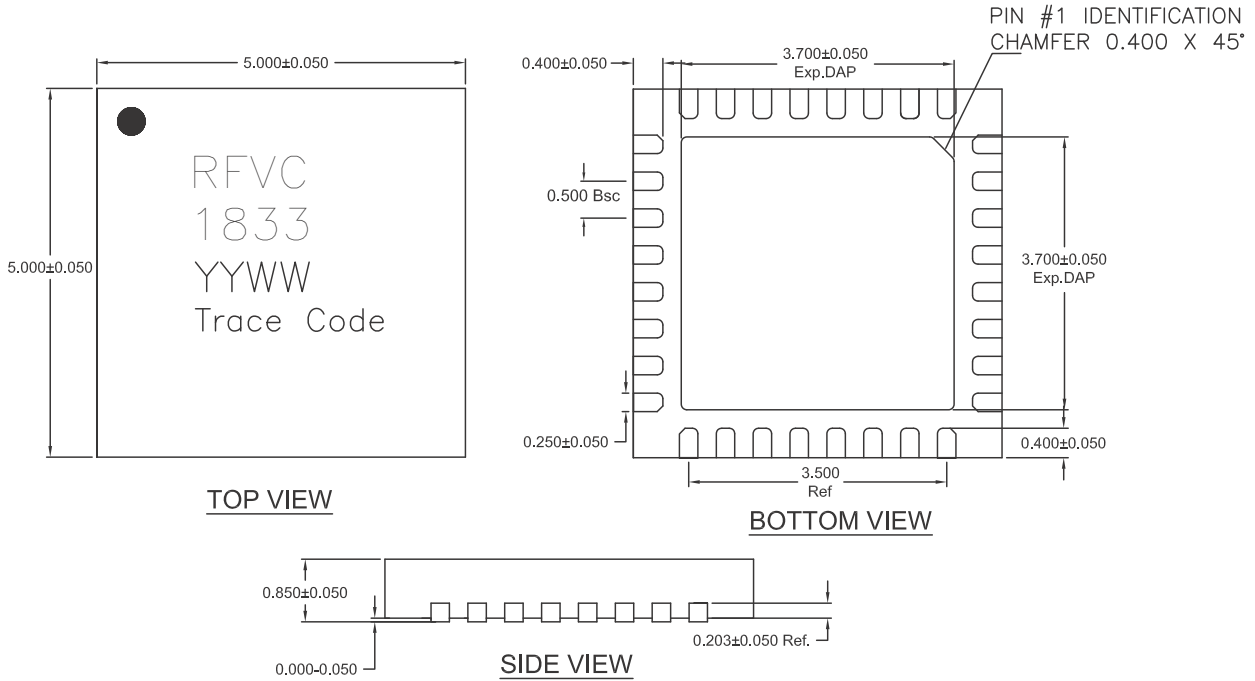 PIN #1 IDENTIFICATION
CHAMFER 0.400 X 45°
5.000±0.050
0.400±0.050
3.700±0.050
Exp.DAP
RFVC
1833
YYWW
Trace Code
5.000±0.050
0.500 Bsc
3.700±0.050
Exp.DAP
0.250±0.050
0.400±0.050
3.500
Ref
TOP VIEW
BOTTOM VIEW
0.850±0.050
0.203±0.050 Ref.
0.000-0.050
SIDE VIEW